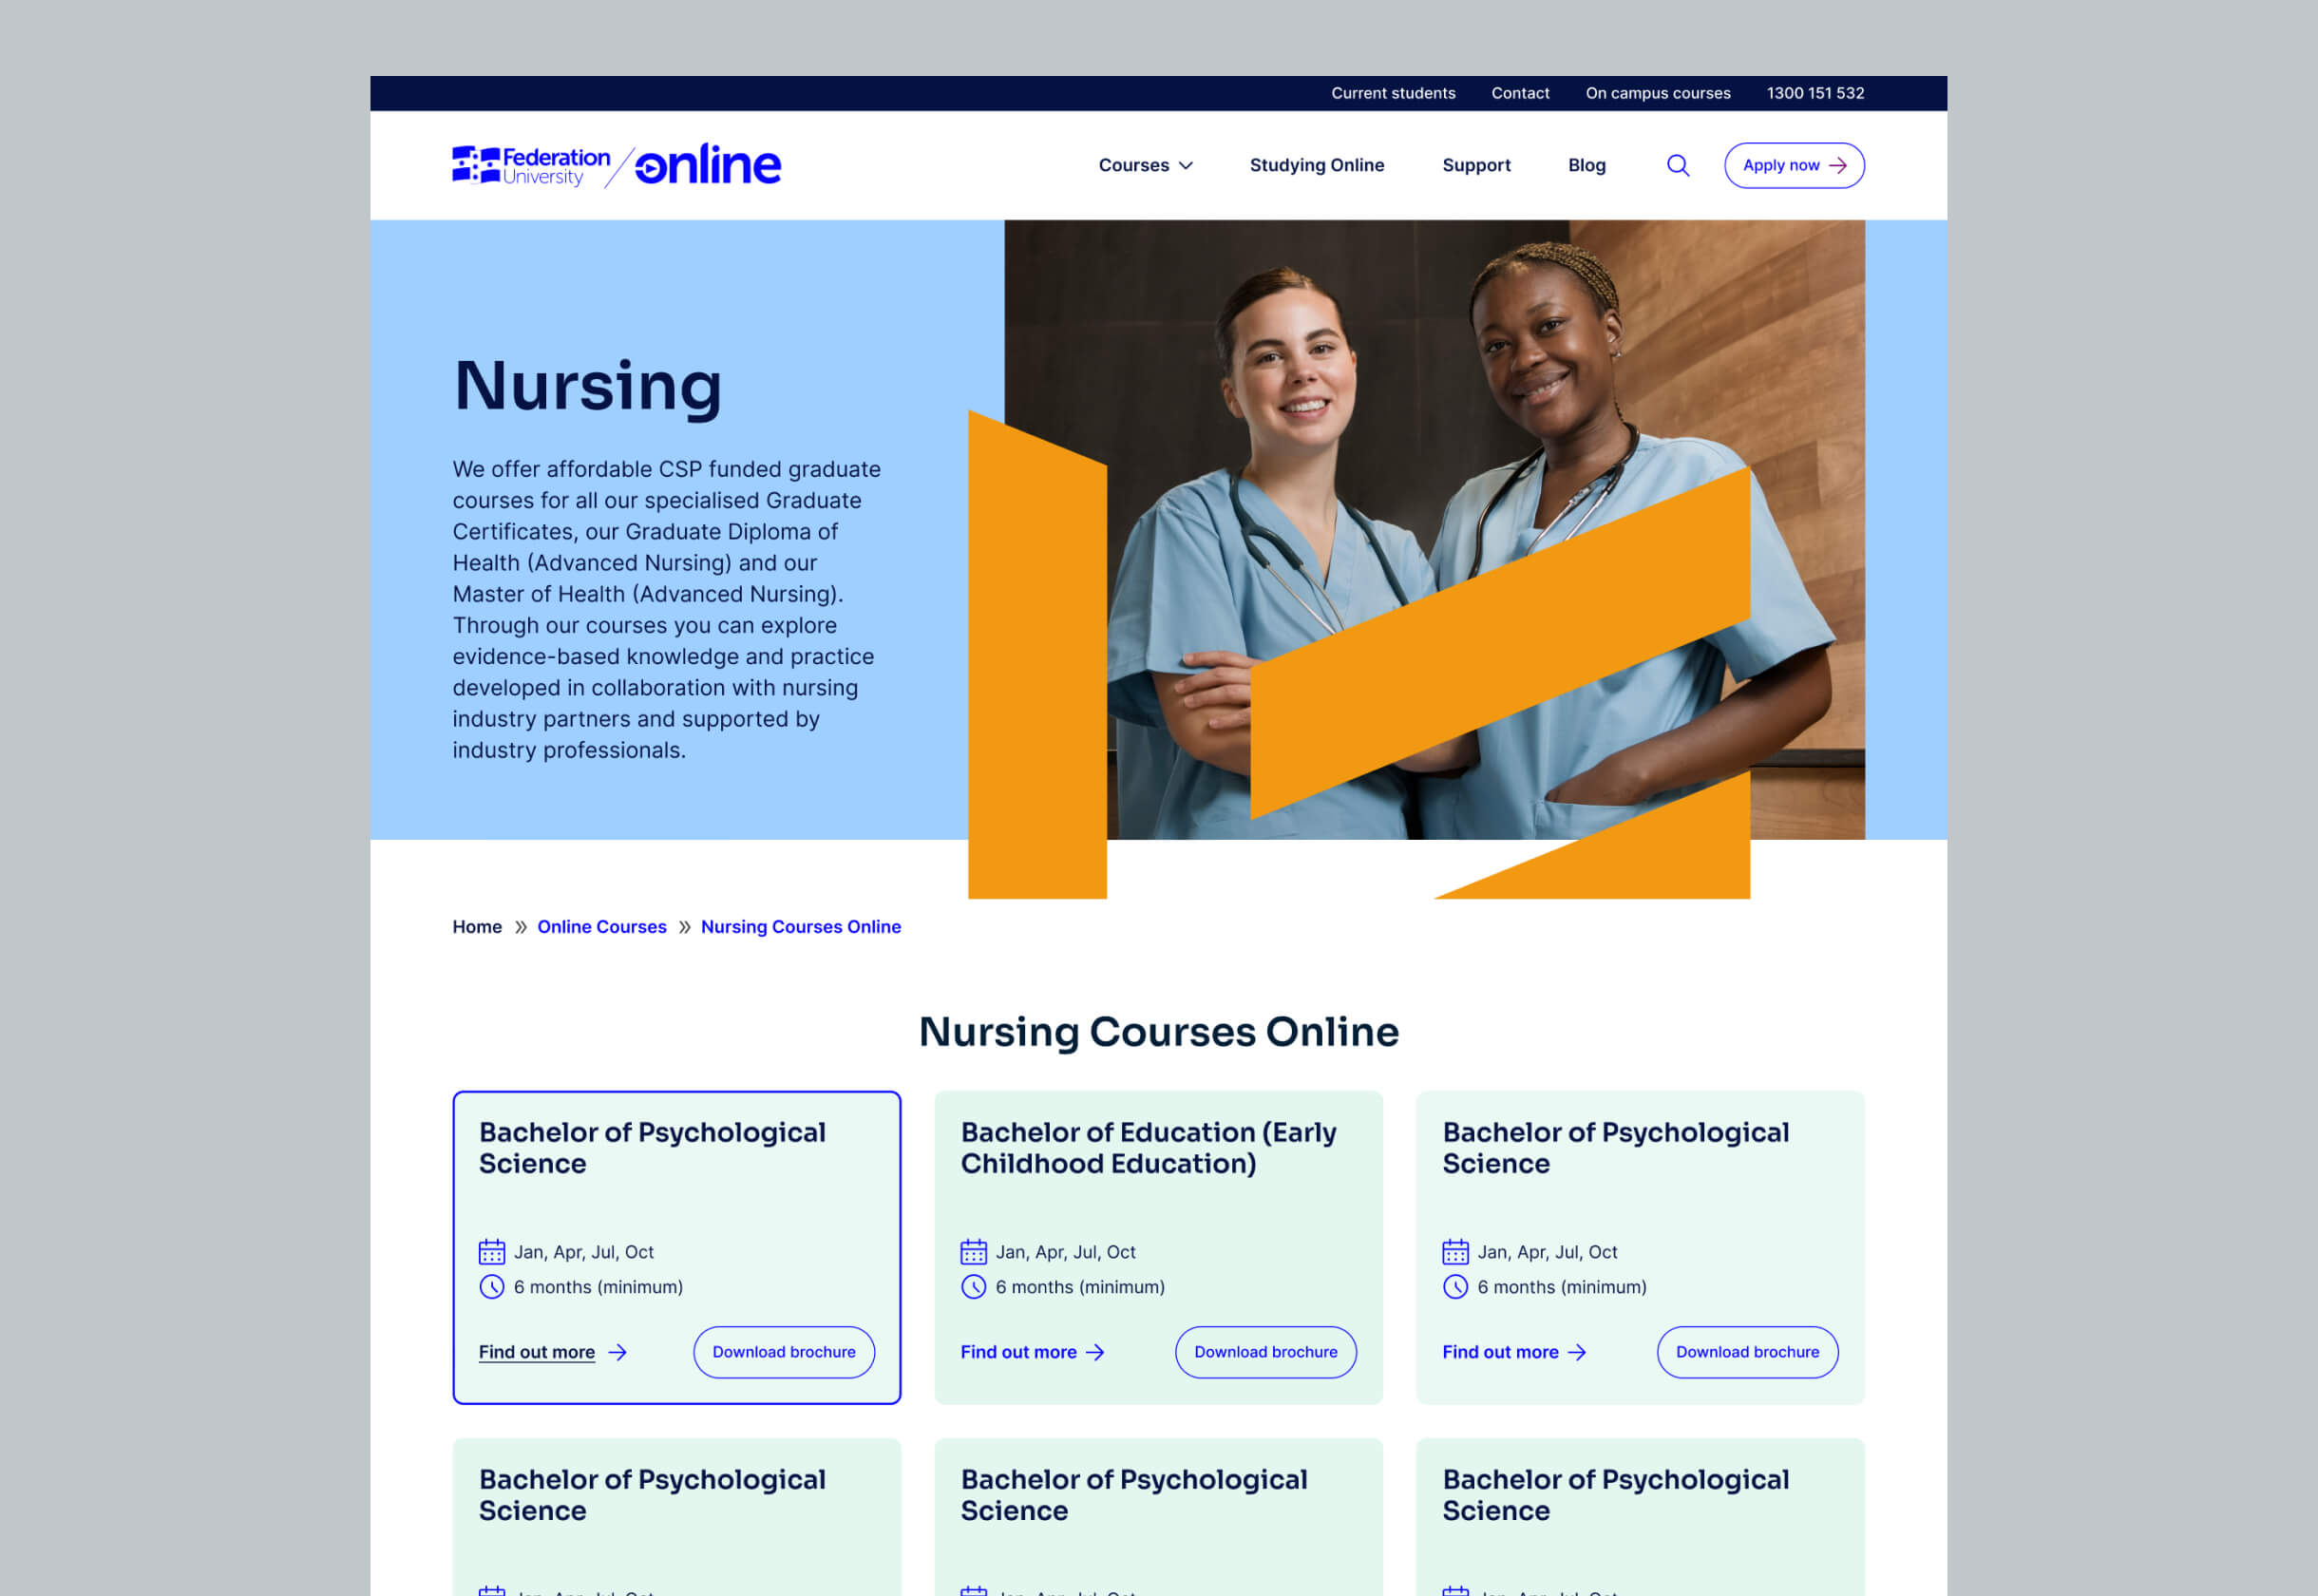 Current students Contact On campus courses 1300 151 532
Federation University / online
Courses Studying Online Support Blog Apply now
Nursing
We offer affordable CSP funded graduate
courses for all our specialised Graduate
Certificates, our Graduate Diploma of
Health (Advanced Nursing) and our
Master of Health (Advanced Nursing).
Through our courses you can explore
evidence-based knowledge and practice
developed in collaboration with nursing
industry partners and supported by
industry professionals.
Home » Online Courses » Nursing Courses Online
Nursing Courses Online
Bachelor of Psychological
Science
Jan, Apr, Jul, Oct
6 months (minimum)
Find out more Download brochure
Bachelor of Education (Early
Childhood Education)
Jan, Apr, Jul, Oct
6 months (minimum)
Find out more Download brochure
Bachelor of Psychological
Science
Jan, Apr, Jul, Oct
6 months (minimum)
Find out more Download brochure
Bachelor of Psychological
Science
Bachelor of Psychological
Science
Bachelor of Psychological
Science